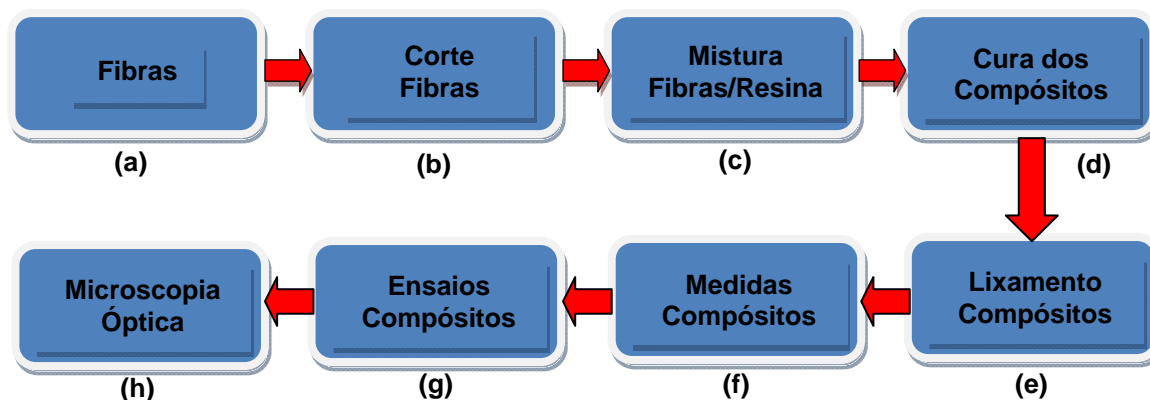 Fibras
(a)
Corte
Fibras
(b)
Mistura
Fibras/Resina
(c)
Cura dos
Compósitos
(d)
Lixamento
Compósitos
(e)
Medidas
Compósitos
(f)
Ensaios
Compósitos
(g)
Microscopia
Óptica
(h)